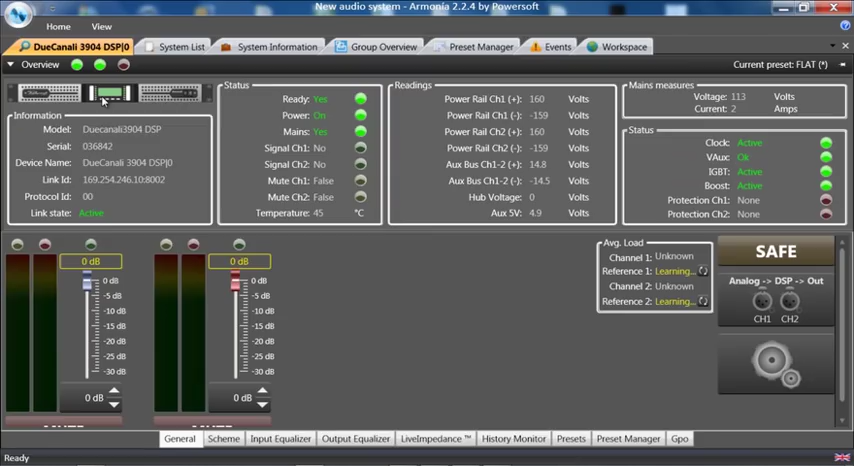 New audio system - Armonía 2.2.4 by Powersoft
Home View
DueCanali 3904 DSP|0 System List System Information Group Overview Preset Manager Events Workspace
Overview Current preset: FLAT (*)
Information
Model: Duecanali3904 DSP
Serial: 036842
Device Name: DueCanali 3904 DSP|0
Link Id: 169.254.246.10:8002
Protocol Id: 00
Link state: Active
Status
Ready: Yes
Power: On
Mains: Yes
Signal Ch1: No
Signal Ch2: No
Mute Ch1: False
Mute Ch2: False
Temperature: 45 °C
Readings
Power Rail Ch1 (+): 160 Volts
Power Rail Ch1 (-): -159 Volts
Power Rail Ch2 (+): 160 Volts
Power Rail Ch2 (-): -159 Volts
Aux Bus Ch1-2 (+): 14.8 Volts
Aux Bus Ch1-2 (-): -14.5 Volts
Hub Voltage: 0 Volts
Aux 5V: 4.9 Volts
Mains measures
Voltage: 113 Volts
Current: 2 Amps
Status
Clock: Active
VAux: Ok
IGBT: Active
Boost: Active
Protection Ch1: None
Protection Ch2: None
0 dB
0 dB
-5 dB
-10 dB
-15 dB
-20 dB
-25 dB
-30 dB
0 dB
0 dB
0 dB
-5 dB
-10 dB
-15 dB
-20 dB
-25 dB
-30 dB
0 dB
Avg. Load
Channel 1: Unknown
Reference 1: Learning...
Channel 2: Unknown
Reference 2: Learning...
SAFE
Analog -> DSP -> Out
CH1 CH2
General Scheme Input Equalizer Output Equalizer LiveImpedance ™ History Monitor Presets Preset Manager Gpo
Ready